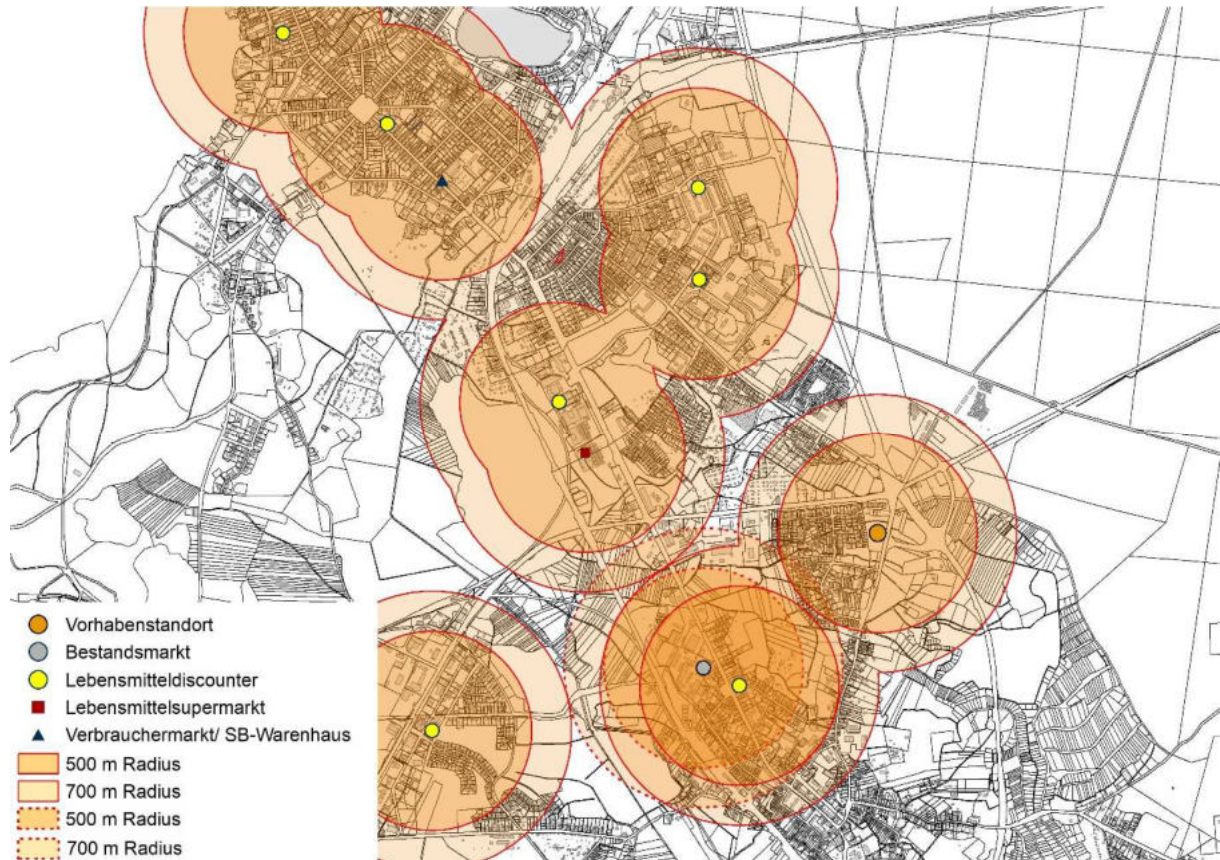 Vorhabenstandort
Bestandsmarkt
Lebensmitteldiscounter
Lebensmittelsupermarkt
Verbrauchermarkt/ SB-Warenhaus
500 m Radius
700 m Radius
500 m Radius
700 m Radius